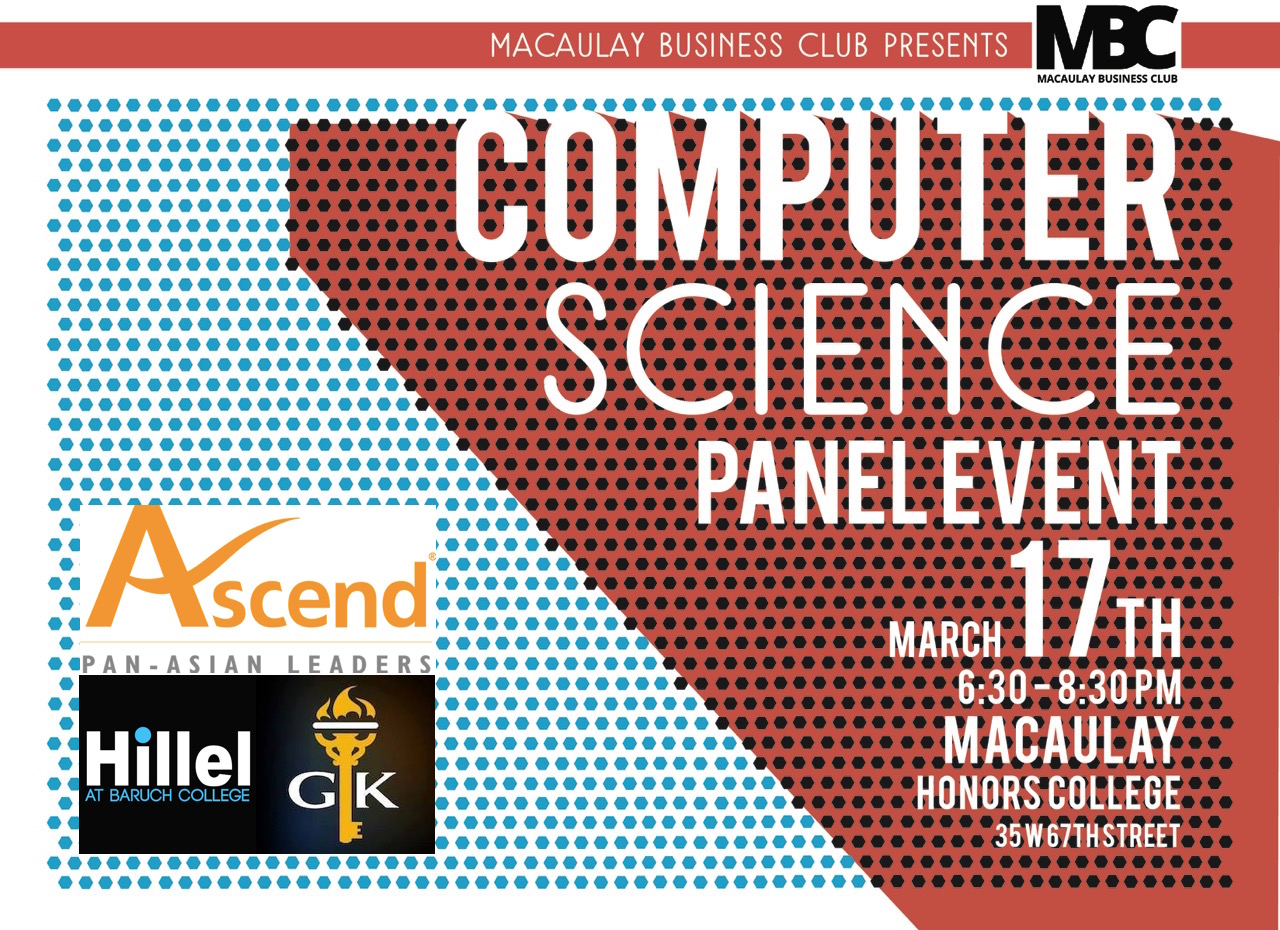 MACAULAY BUSINESS CLUB PRESENTS
MBC
MACAULAY BUSINESS CLUB
COMPUTER
SCIENCE
PANEL EVENT
MARCH 17TH
6:30 - 8:30 PM
MACAULAY
HONORS COLLEGE
35 W 67TH STREET
Ascend®
PAN-ASIAN LEADERS
Hillel
AT BARUCH COLLEGE
GK